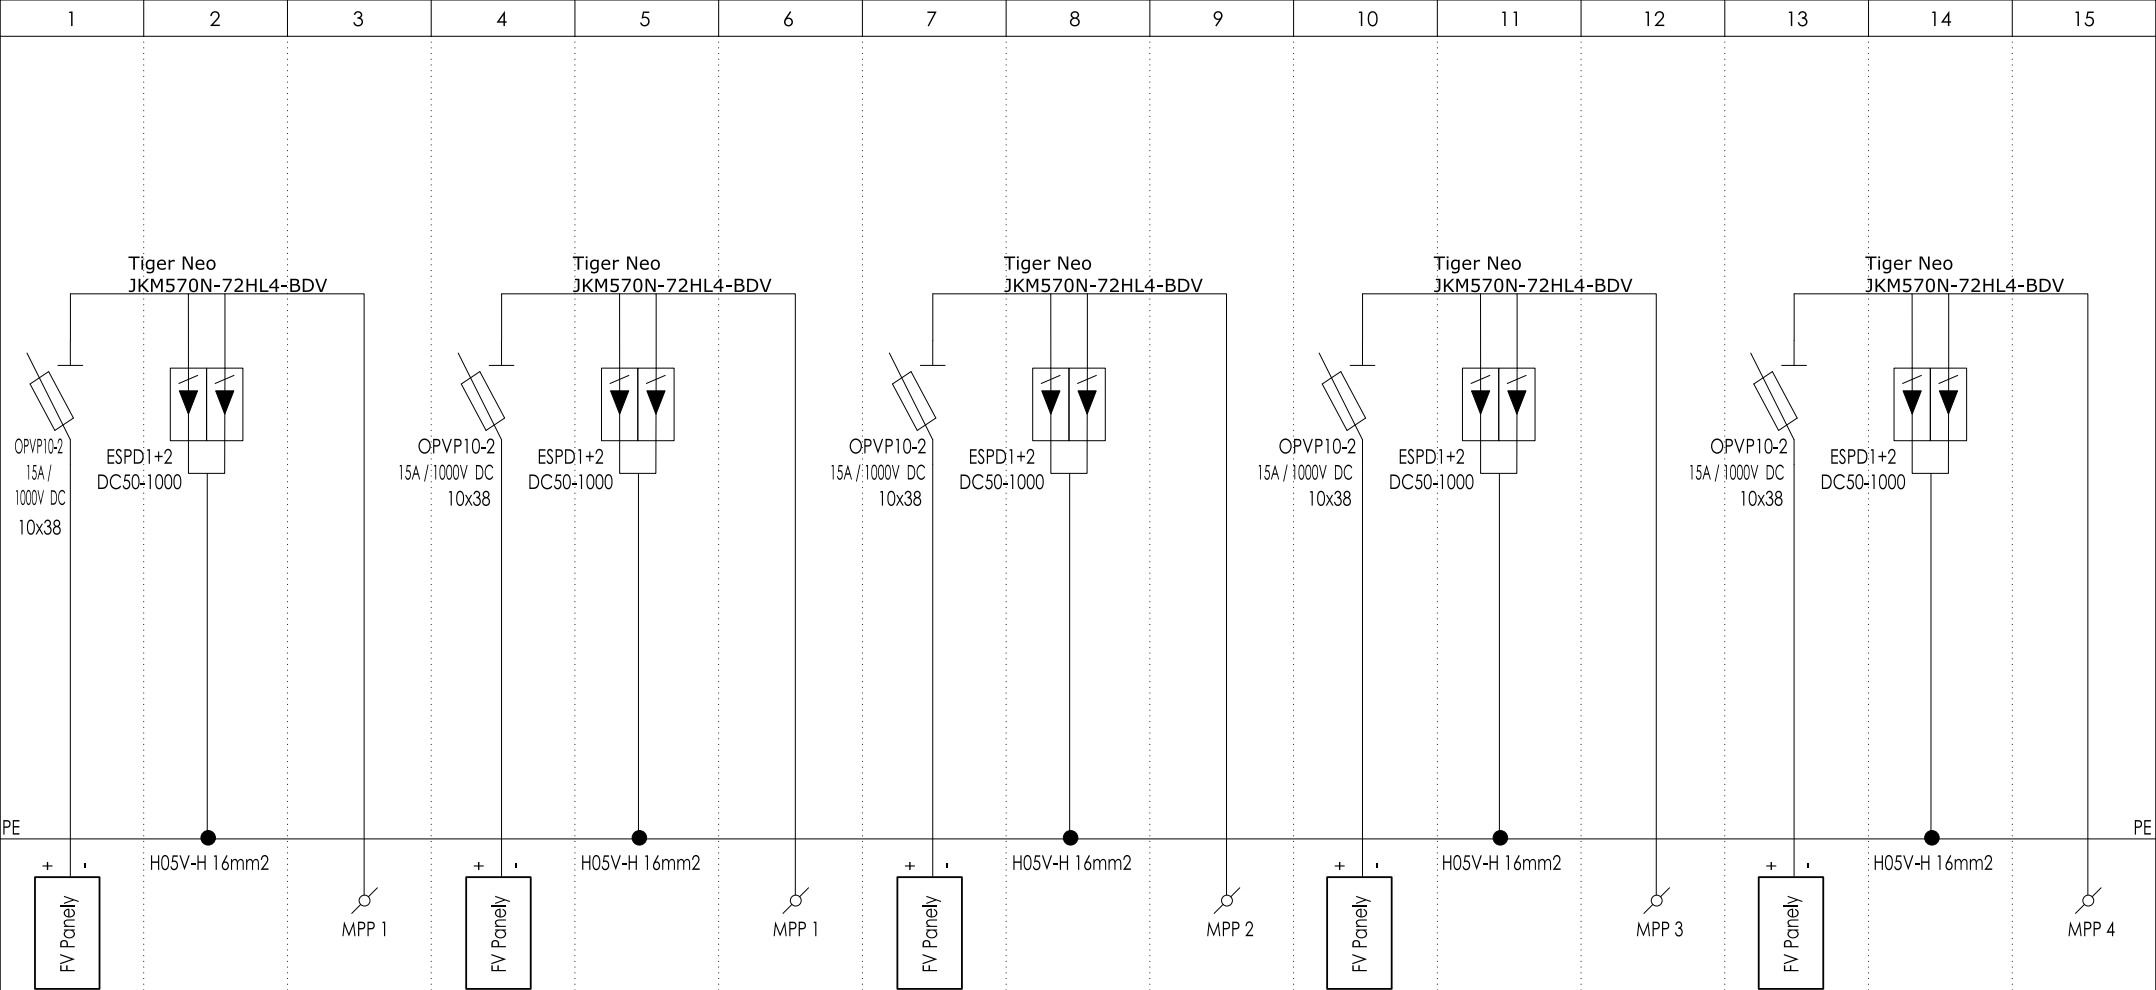 1 2 3 4 5 6 7 8 9 10 11 12 13 14 15
Tiger Neo
JKM570N-72HL4-BDV
Tiger Neo
JKM570N-72HL4-BDV
Tiger Neo
JKM570N-72HL4-BDV
Tiger Neo
JKM570N-72HL4-BDV
Tiger Neo
JKM570N-72HL4-BDV
OPVP10-2
15A /
1000V DC
10x38
ESPD1+2
DC50-1000
OPVP10-2
15A / 1000V DC
10x38
ESPD1+2
DC50-1000
OPVP10-2
15A / 1000V DC
10x38
ESPD1+2
DC50-1000
OPVP10-2
15A / 1000V DC
10x38
ESPD1+2
DC50-1000
OPVP10-2
15A / 1000V DC
10x38
ESPD1+2
DC50-1000
PE PE
+ -
FV Panely
H05V-H 16mm2
MPP 1
+ -
FV Panely
H05V-H 16mm2
MPP 1
+ -
FV Panely
H05V-H 16mm2
MPP 2
+ -
FV Panely
H05V-H 16mm2
MPP 3
+ -
FV Panely
H05V-H 16mm2
MPP 4